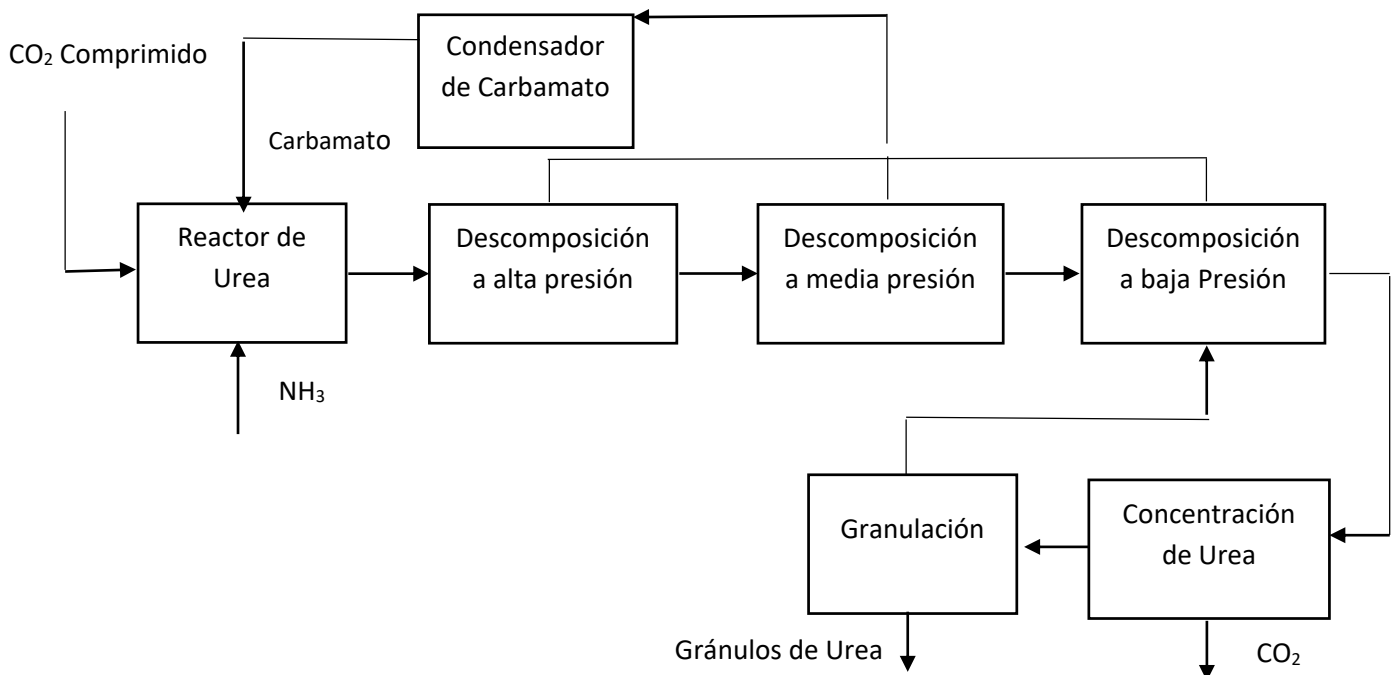 Condensador
de Carbamato
CO₂ Comprimido
Carbamato
Reactor de
Urea
Descomposición
a alta presión
Descomposición
a media presión
Descomposición
a baja Presión
NH₃
Granulación
Concentración
de Urea
Gránulos de Urea
CO₂